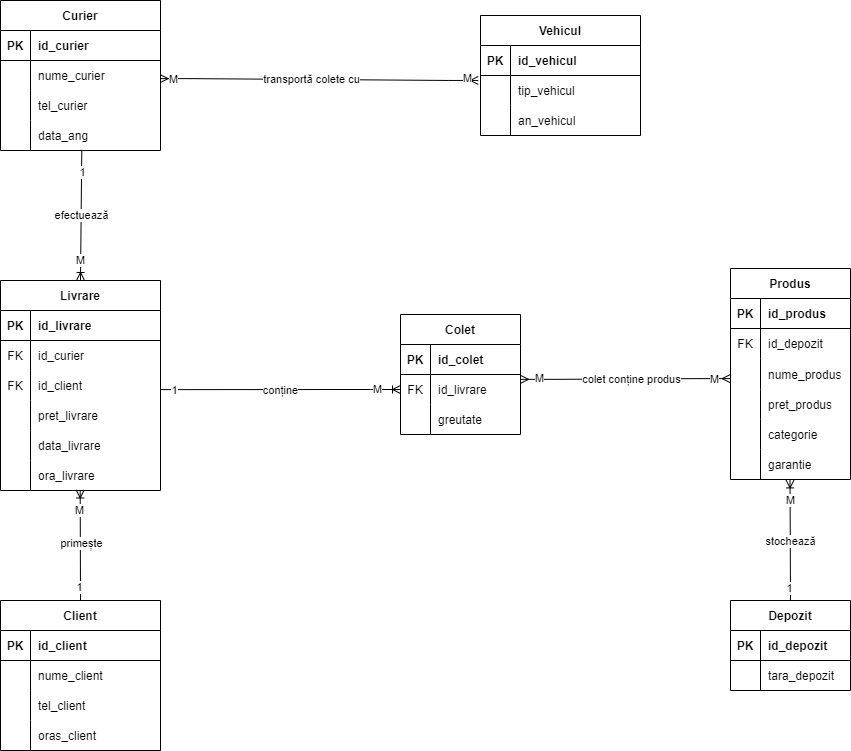 Curier
PK id_curier
nume_curier
tel_curier
data_ang
M transportă colete cu M
Vehicul
PK id_vehicul
tip_vehicul
an_vehicul
1
efectuează
M
Livrare
PK id_livrare
FK id_curier
FK id_client
pret_livrare
data_livrare
ora_livrare
1 conține M
Colet
PK id_colet
FK id_livrare
greutate
M colet conține produs M
Produs
PK id_produs
FK id_depozit
nume_produs
pret_produs
categorie
garantie
M
primește
1
Client
PK id_client
nume_client
tel_client
oras_client
M
stochează
1
Depozit
PK id_depozit
tara_depozit